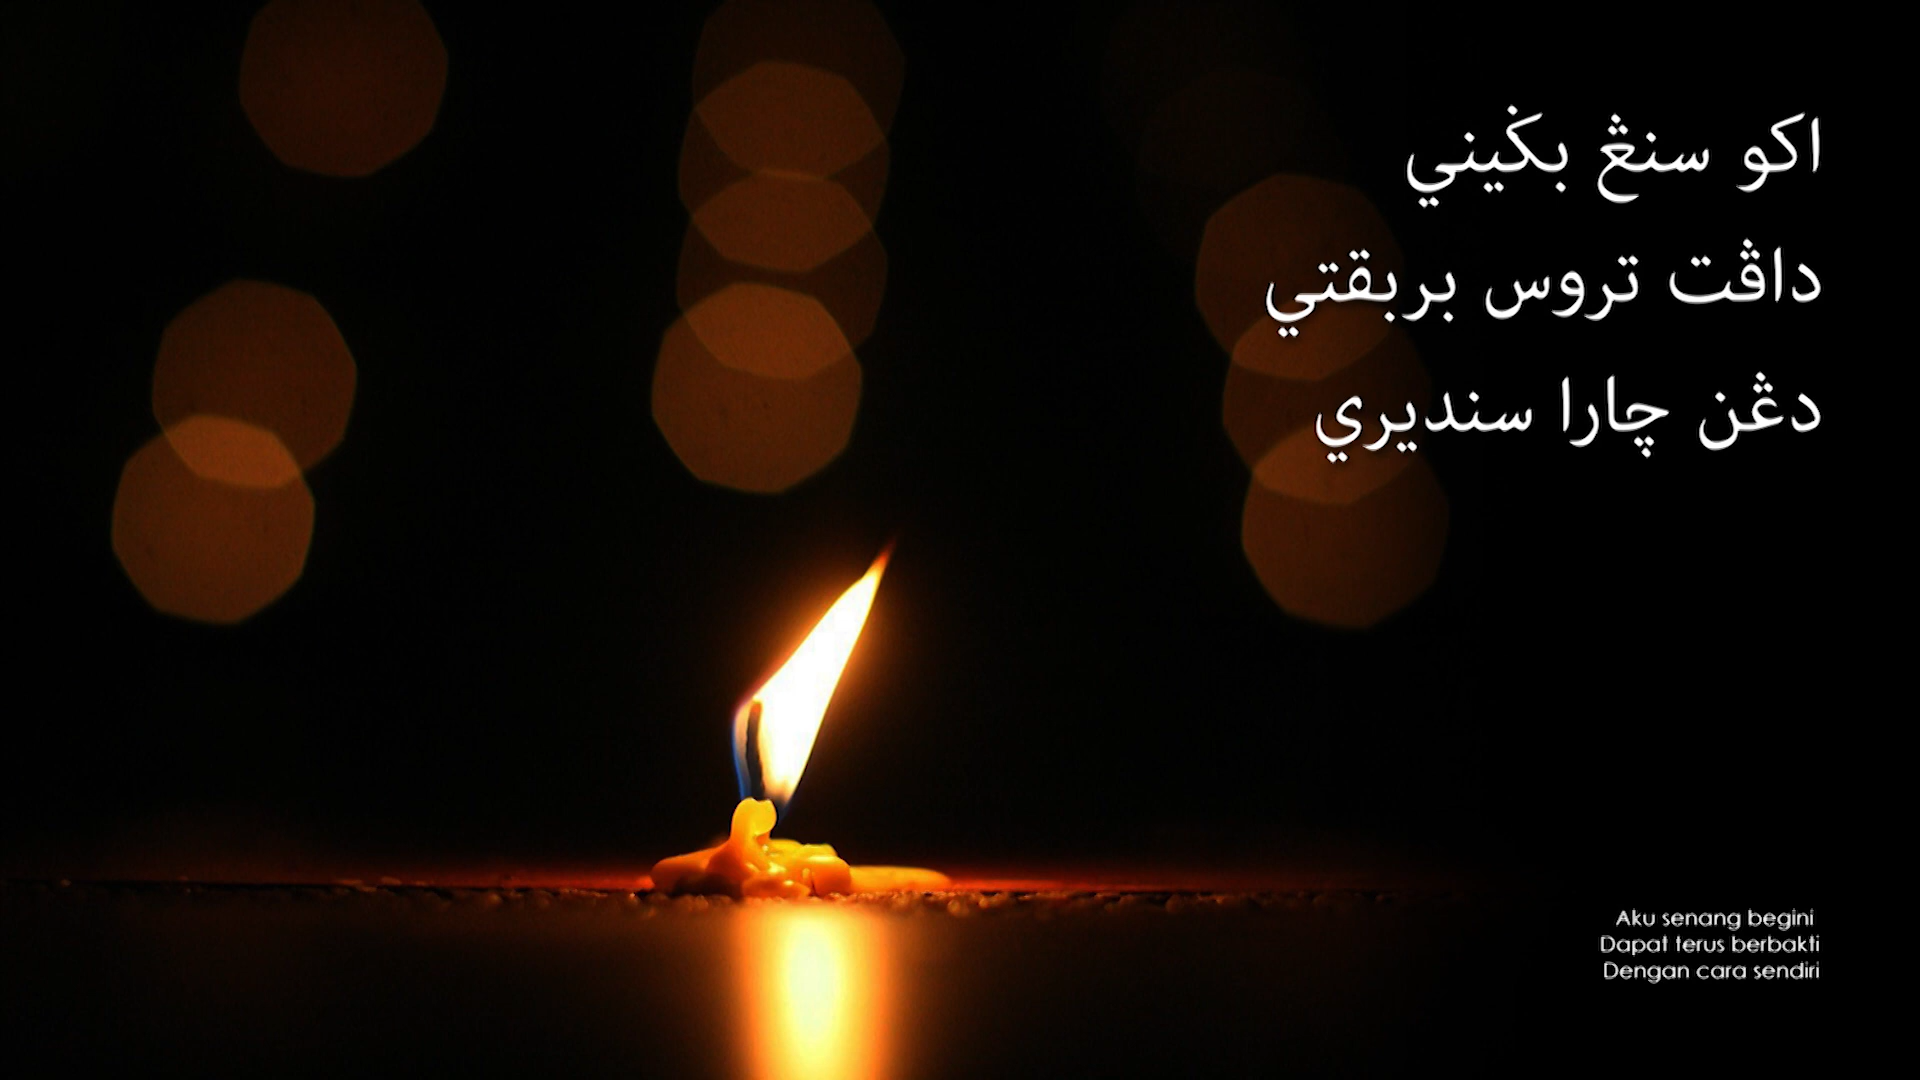 اكو سنڠ بݢيني
داڤت تروس بربقتي
دڠن چارا سنديري
Aku senang begini
Dapat terus berbakti
Dengan cara sendiri